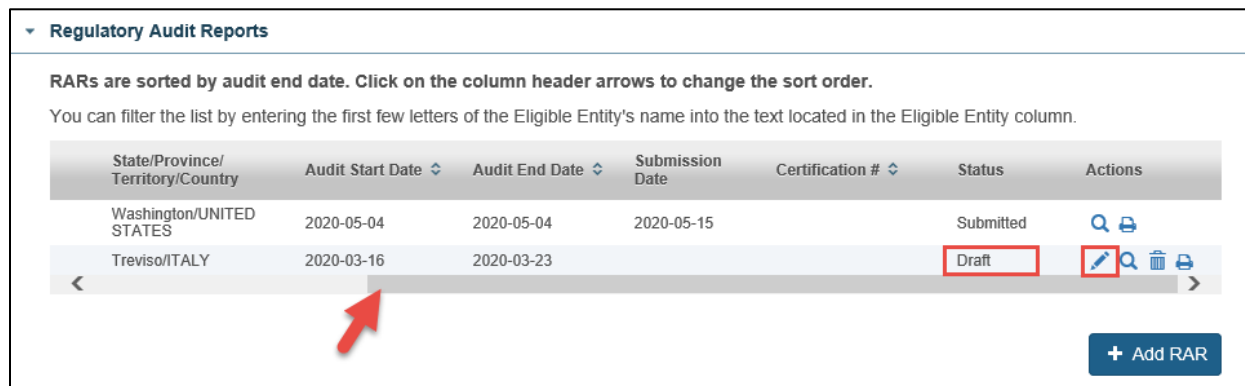 Regulatory Audit Reports
RARs are sorted by audit end date. Click on the column header arrows to change the sort order.
You can filter the list by entering the first few letters of the Eligible Entity's name into the text located in the Eligible Entity column.
State/Province/
Territory/Country
Audit Start Date
Audit End Date
Submission
Date
Certification #
Status
Actions
Washington/UNITED
STATES
2020-05-04
2020-05-04
2020-05-15
Submitted
Treviso/ITALY
2020-03-16
2020-03-23
Draft
+ Add RAR